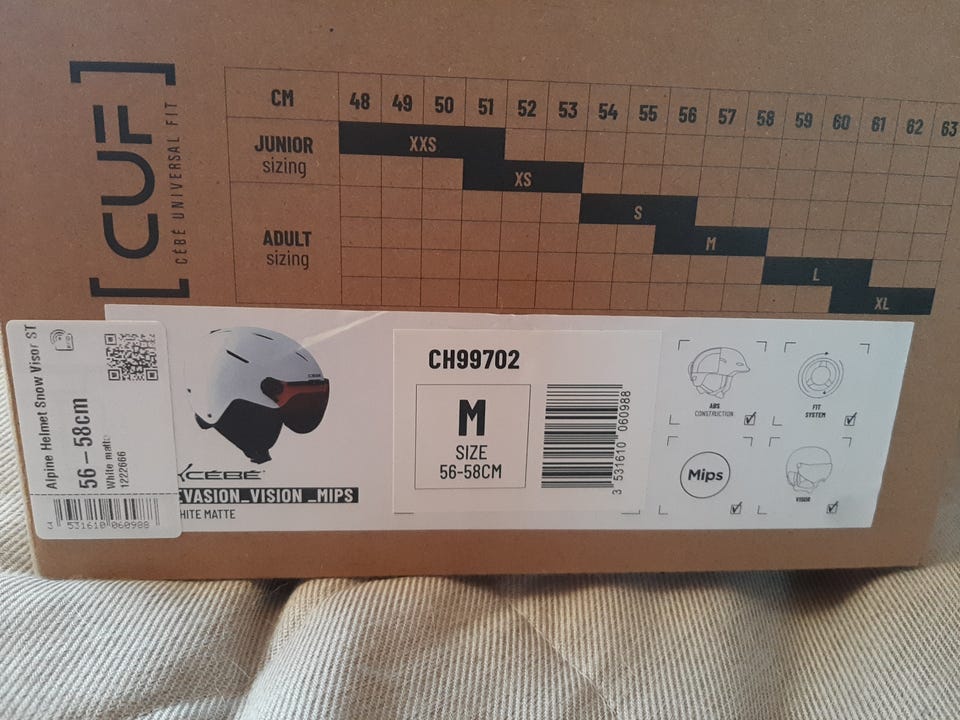 [ CUF ]
CÉBÉ UNIVERSAL FIT
CM 48 49 50 51 52 53 54 55 56 57 58 59 60 61 62 63
JUNIOR
sizing
XXS
XS
ADULT
sizing
S
M
L
XL
Alpine Helmet Snow Visor ST
56 – 58cm
White matte
1222666
3 531610 060988
CÉBÉ
CÉBÉ
EVASION_VISION_MIPS
HITE MATTE
CH99702
M
SIZE
56-58CM
3 531610 060988
ABS
CONSTRUCTION
FIT
SYSTEM
Mips
VISOR